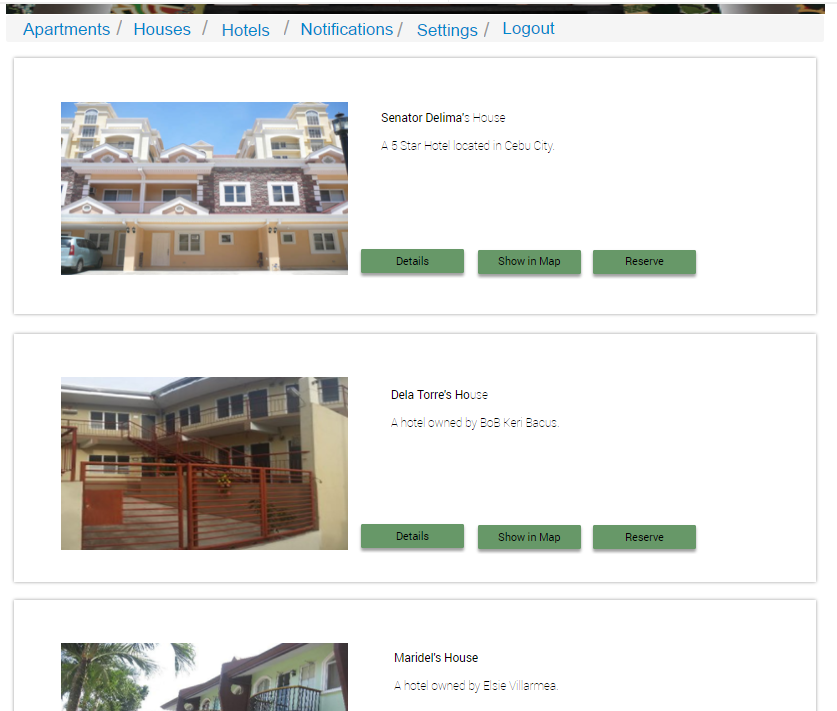 Apartments / Houses / Hotels / Notifications / Settings / Logout
Senator Delima's House
A 5 Star Hotel located in Cebu City.
Details Show in Map Reserve
Dela Torre's House
A hotel owned by BoB Keri Bacus.
Details Show in Map Reserve
Maridel's House
A hotel owned by Elsie Villarmea.